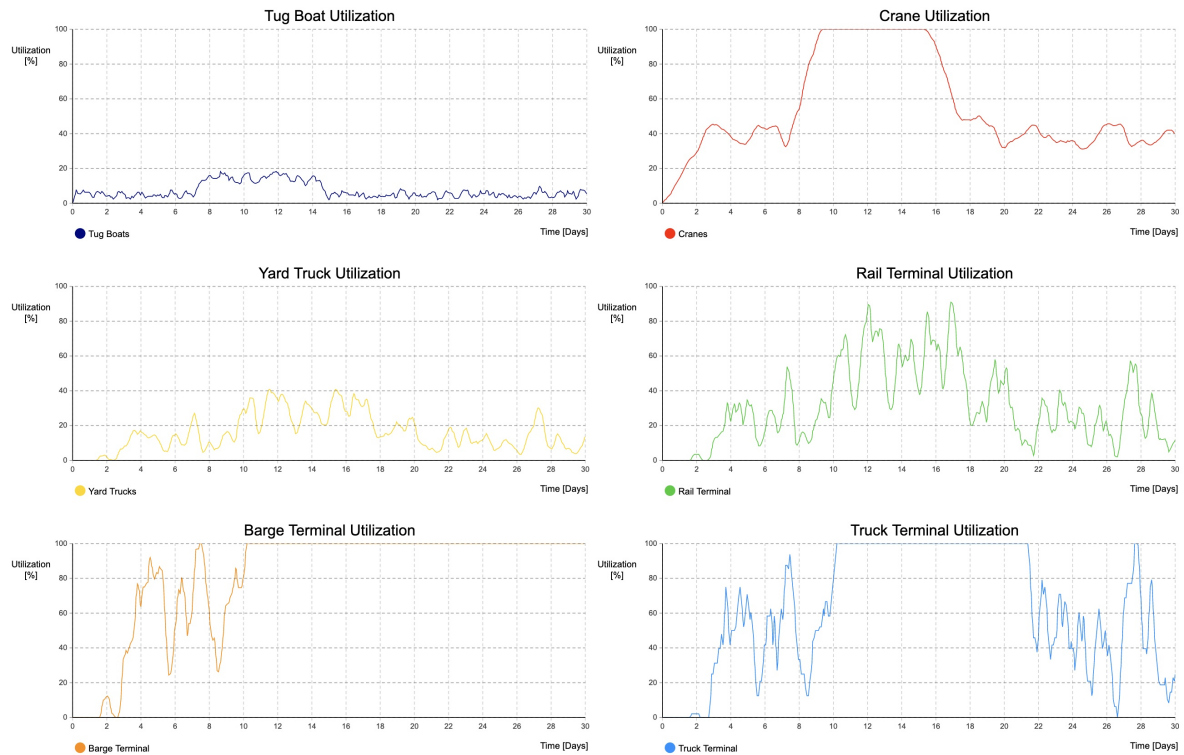 Tug Boat Utilization
Utilization
[%]
100
80
60
40
20
0
0 2 4 6 8 10 12 14 16 18 20 22 24 26 28 30
Tug Boats
Time [Days]
Crane Utilization
Utilization
[%]
100
80
60
40
20
0
0 2 4 6 8 10 12 14 16 18 20 22 24 26 28 30
Cranes
Time [Days]
Yard Truck Utilization
Utilization
[%]
100
80
60
40
20
0
0 2 4 6 8 10 12 14 16 18 20 22 24 26 28 30
Yard Trucks
Time [Days]
Rail Terminal Utilization
Utilization
[%]
100
80
60
40
20
0
0 2 4 6 8 10 12 14 16 18 20 22 24 26 28 30
Rail Terminal
Time [Days]
Barge Terminal Utilization
Utilization
[%]
100
80
60
40
20
0
0 2 4 6 8 10 12 14 16 18 20 22 24 26 28 30
Barge Terminal
Time [Days]
Truck Terminal Utilization
Utilization
[%]
100
80
60
40
20
0
0 2 4 6 8 10 12 14 16 18 20 22 24 26 28 30
Truck Terminal
Time [Days]